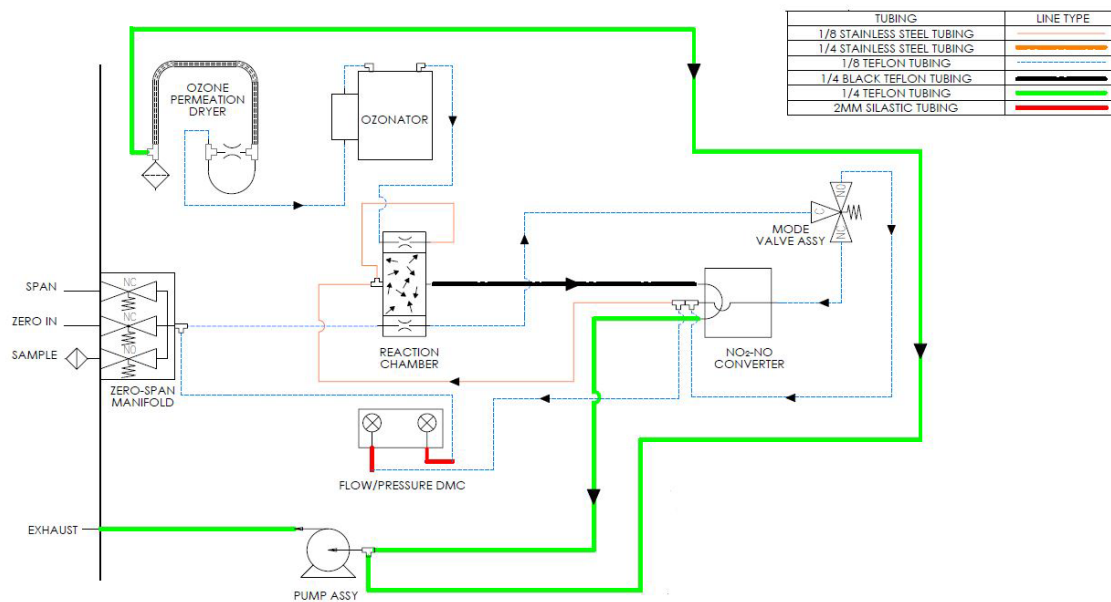 TUBING LINE TYPE
1/8 STAINLESS STEEL TUBING
1/4 STAINLESS STEEL TUBING
1/8 TEFLON TUBING
1/4 BLACK TEFLON TUBING
1/4 TEFLON TUBING
2MM SILASTIC TUBING
OZONE
PERMEATION
DRYER
OZONATOR
NO
C
NC
MODE
VALVE ASSY
SPAN
NC
ZERO IN
NC
SAMPLE
NO
ZERO-SPAN
MANIFOLD
REACTION
CHAMBER
NO₂-NO
CONVERTER
FLOW/PRESSURE DMC
EXHAUST
PUMP ASSY